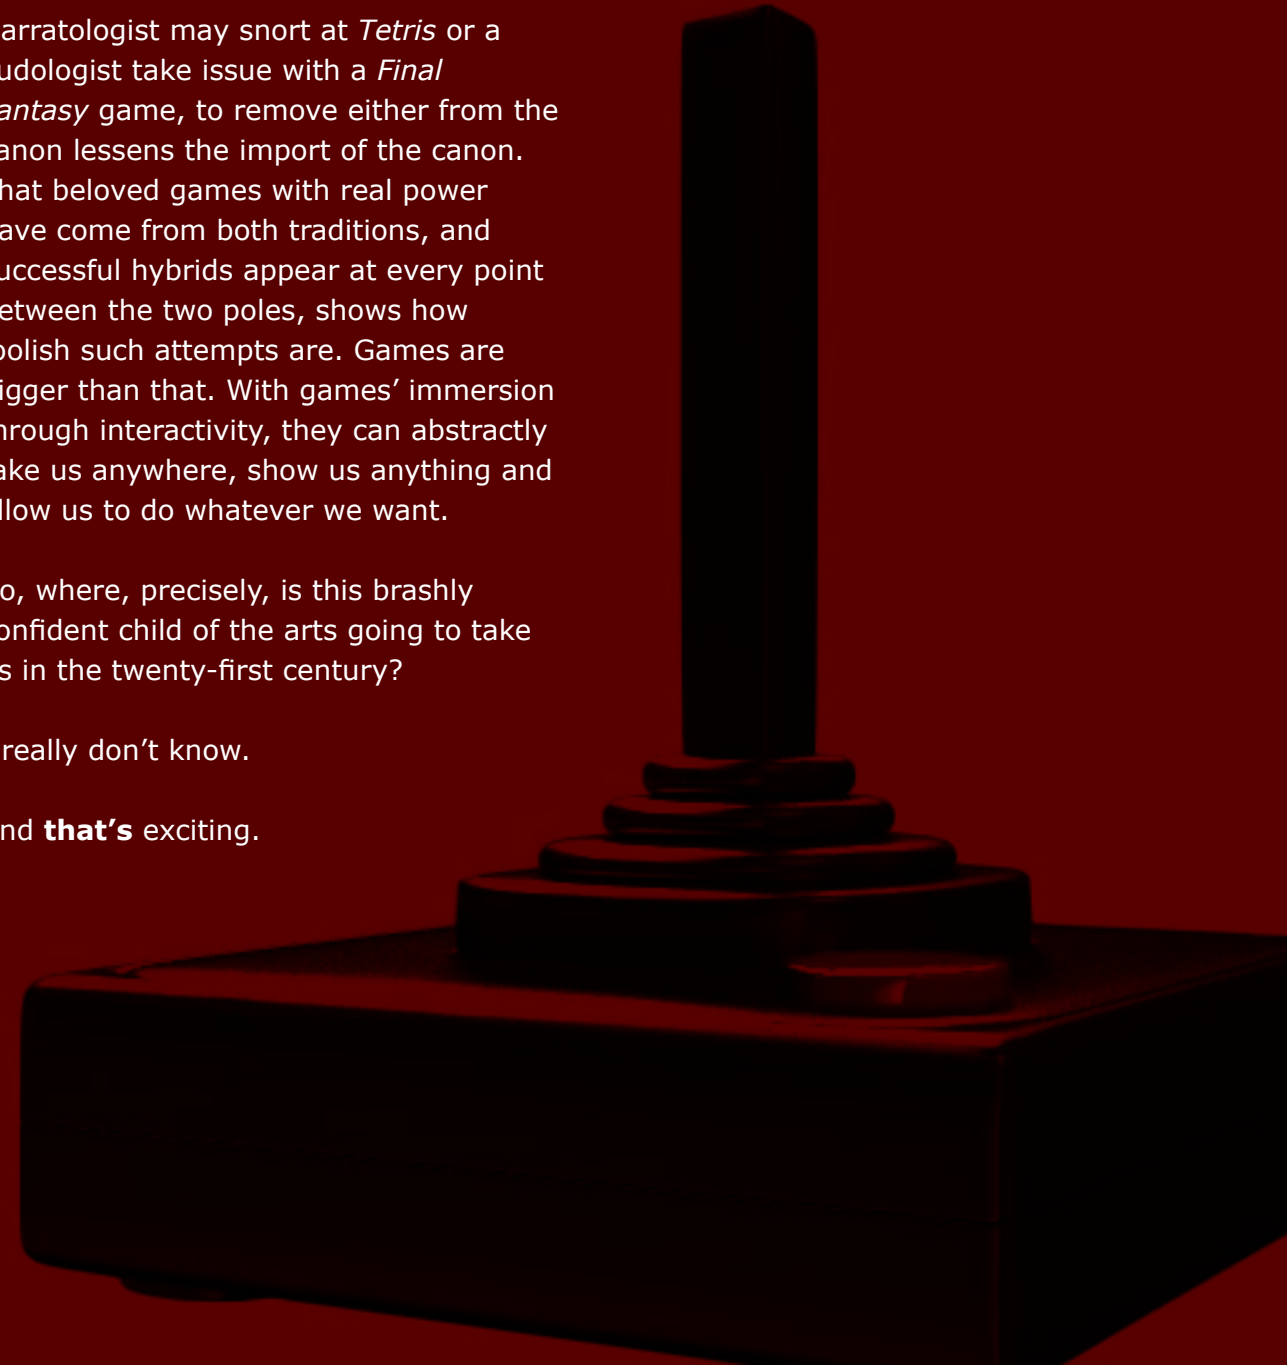 arratologist may snort at Tetris or a
udologist take issue with a Final
antasy game, to remove either from the
anon lessens the import of the canon.
hat beloved games with real power
ave come from both traditions, and
uccessful hybrids appear at every point
etween the two poles, shows how
oolish such attempts are. Games are
igger than that. With games’ immersion
hrough interactivity, they can abstractly
ake us anywhere, show us anything and
llow us to do whatever we want.
o, where, precisely, is this brashly
onfident child of the arts going to take
s in the twenty-first century?
really don’t know.
nd that’s exciting.